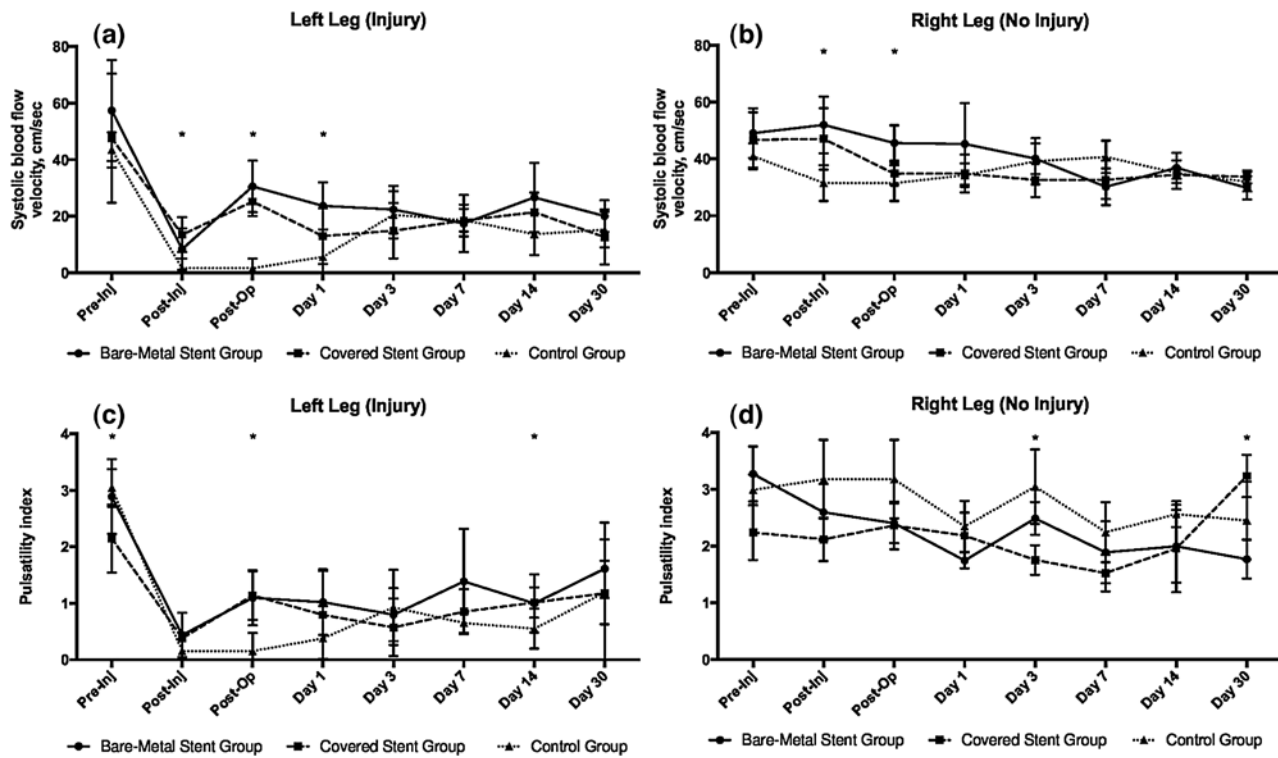 (a)
Left Leg (Injury)
Systolic blood flow
velocity, cm/sec
80
60
40
20
0
*
*
*
Pre-Inj
Post-Inj
Post-Op
Day 1
Day 3
Day 7
Day 14
Day 30
Bare-Metal Stent Group
Covered Stent Group
Control Group
(b)
Right Leg (No Injury)
Systolic blood flow
velocity, cm/sec
80
60
40
20
0
*
*
Pre-Inj
Post-Inj
Post-Op
Day 1
Day 3
Day 7
Day 14
Day 30
Bare-Metal Stent Group
Covered Stent Group
Control Group
(c)
Left Leg (Injury)
Pulsatility index
4
3
2
1
0
*
*
*
Pre-Inj
Post-Inj
Post-Op
Day 1
Day 3
Day 7
Day 14
Day 30
Bare-Metal Stent Group
Covered Stent Group
Control Group
(d)
Right Leg (No Injury)
Pulsatility index
4
3
2
1
0
*
*
Pre-Inj
Post-Inj
Post-Op
Day 1
Day 3
Day 7
Day 14
Day 30
Bare-Metal Stent Group
Covered Stent Group
Control Group